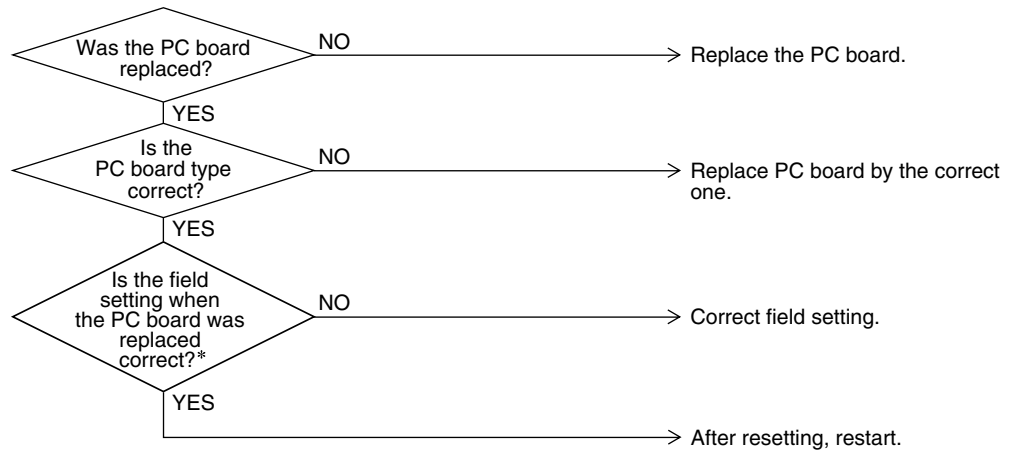 Was the PC board
replaced?
NO
Replace the PC board.
YES
Is the
PC board type
correct?
NO
Replace PC board by the correct
one.
YES
Is the field
setting when
the PC board was
replaced
correct?*
NO
Correct field setting.
YES
After resetting, restart.